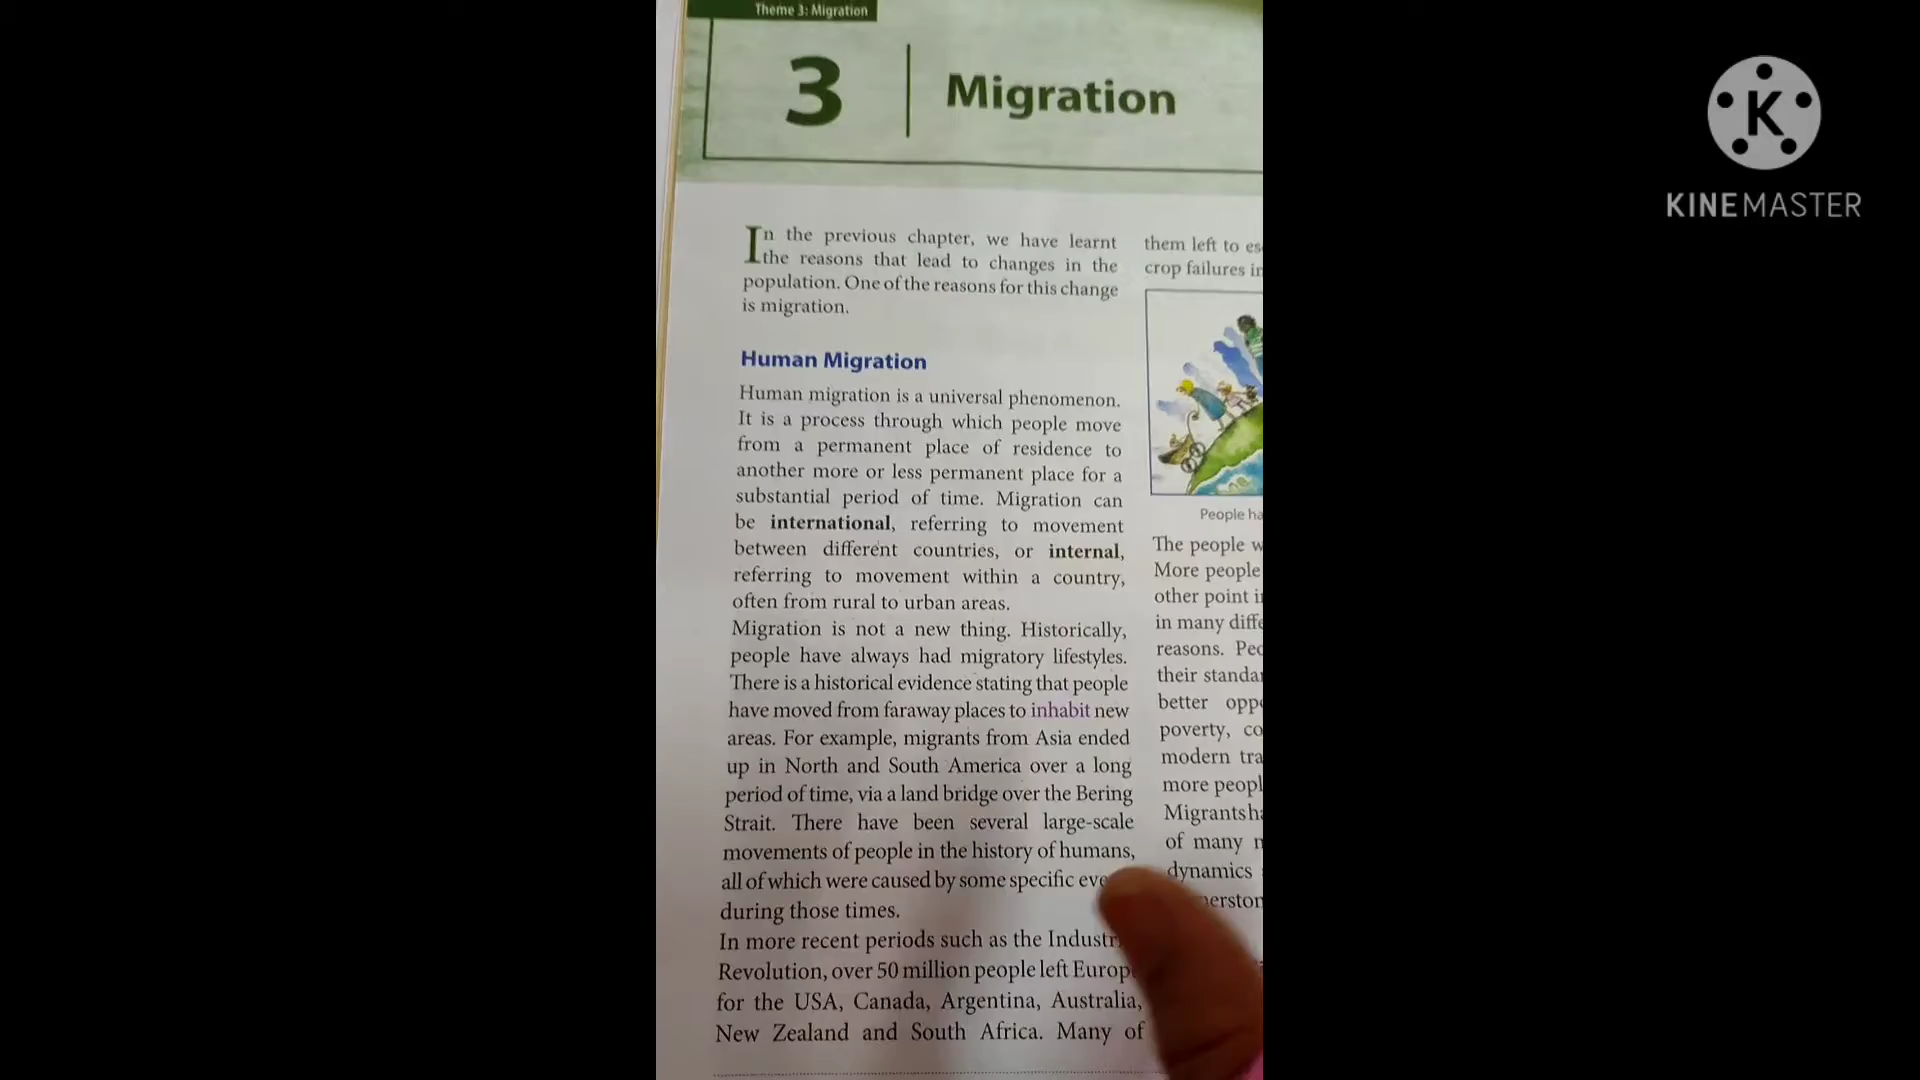 Theme 3: Migration
3
Migration
In the previous chapter, we have learnt
the reasons that lead to changes in the
population. One of the reasons for this change
is migration.
Human Migration
Human migration is a universal phenomenon.
It is a process through which people move
from a permanent place of residence to
another more or less permanent place for a
substantial period of time. Migration can
be international, referring to movement
between different countries, or internal,
referring to movement within a country,
often from rural to urban areas.
Migration is not a new thing. Historically,
people have always had migratory lifestyles.
There is a historical evidence stating that people
have moved from faraway places to inhabit new
areas. For example, migrants from Asia ended
up in North and South America over a long
period of time, via a land bridge over the Bering
Strait. There have been several large-scale
movements of people in the history of humans,
all of which were caused by some specific
during those times.
In more recent periods such as the
Revolution, over 50 million people left
for the USA, Canada, Argentina, Australia,
New Zealand and South Africa. Many of
them left to
crop failures
People
The people
More people
other point
in many
reasons.
their
better
poverty,
modern
more
of many
dynamics
K
KINEMASTER